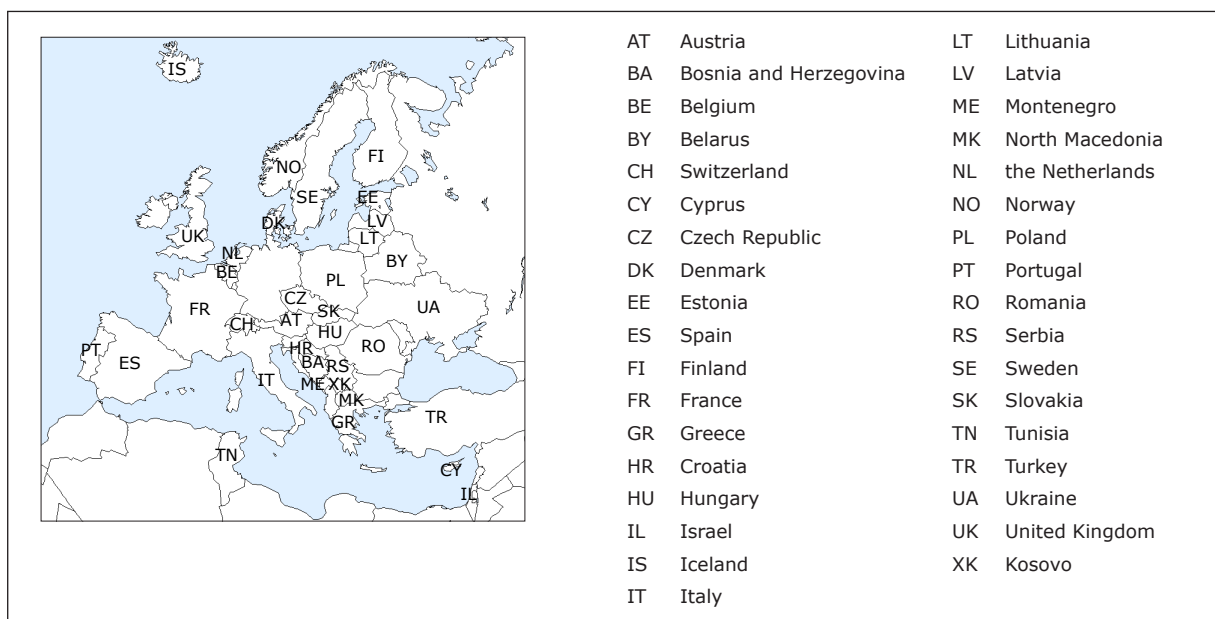 IS
NO
FI
SE
EE
DK
LV
LT
UK
NL
BY
BE
PL
CZ
UA
FR
SK
AT
CH
HU
RO
HR
PT
ES
BA
RS
IT
ME
XK
MK
TR
GR
TN
CY
IL
AT Austria
BA Bosnia and Herzegovina
BE Belgium
BY Belarus
CH Switzerland
CY Cyprus
CZ Czech Republic
DK Denmark
EE Estonia
ES Spain
FI Finland
FR France
GR Greece
HR Croatia
HU Hungary
IL Israel
IS Iceland
IT Italy
LT Lithuania
LV Latvia
ME Montenegro
MK North Macedonia
NL the Netherlands
NO Norway
PL Poland
PT Portugal
RO Romania
RS Serbia
SE Sweden
SK Slovakia
TN Tunisia
TR Turkey
UA Ukraine
UK United Kingdom
XK Kosovo